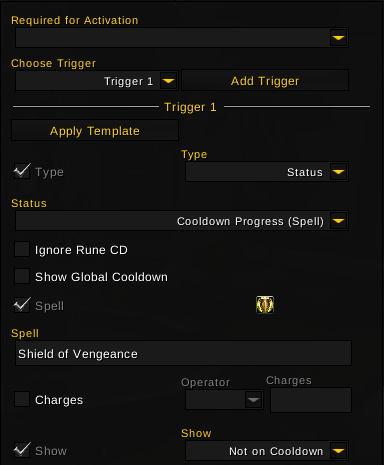 Required for Activation
Choose Trigger
Trigger 1
Add Trigger
Trigger 1
Apply Template
Type
Type
Status
Status
Cooldown Progress (Spell)
Ignore Rune CD
Show Global Cooldown
Spell
Spell
Shield of Vengeance
Operator
Charges
Charges
Show
Show
Not on Cooldown